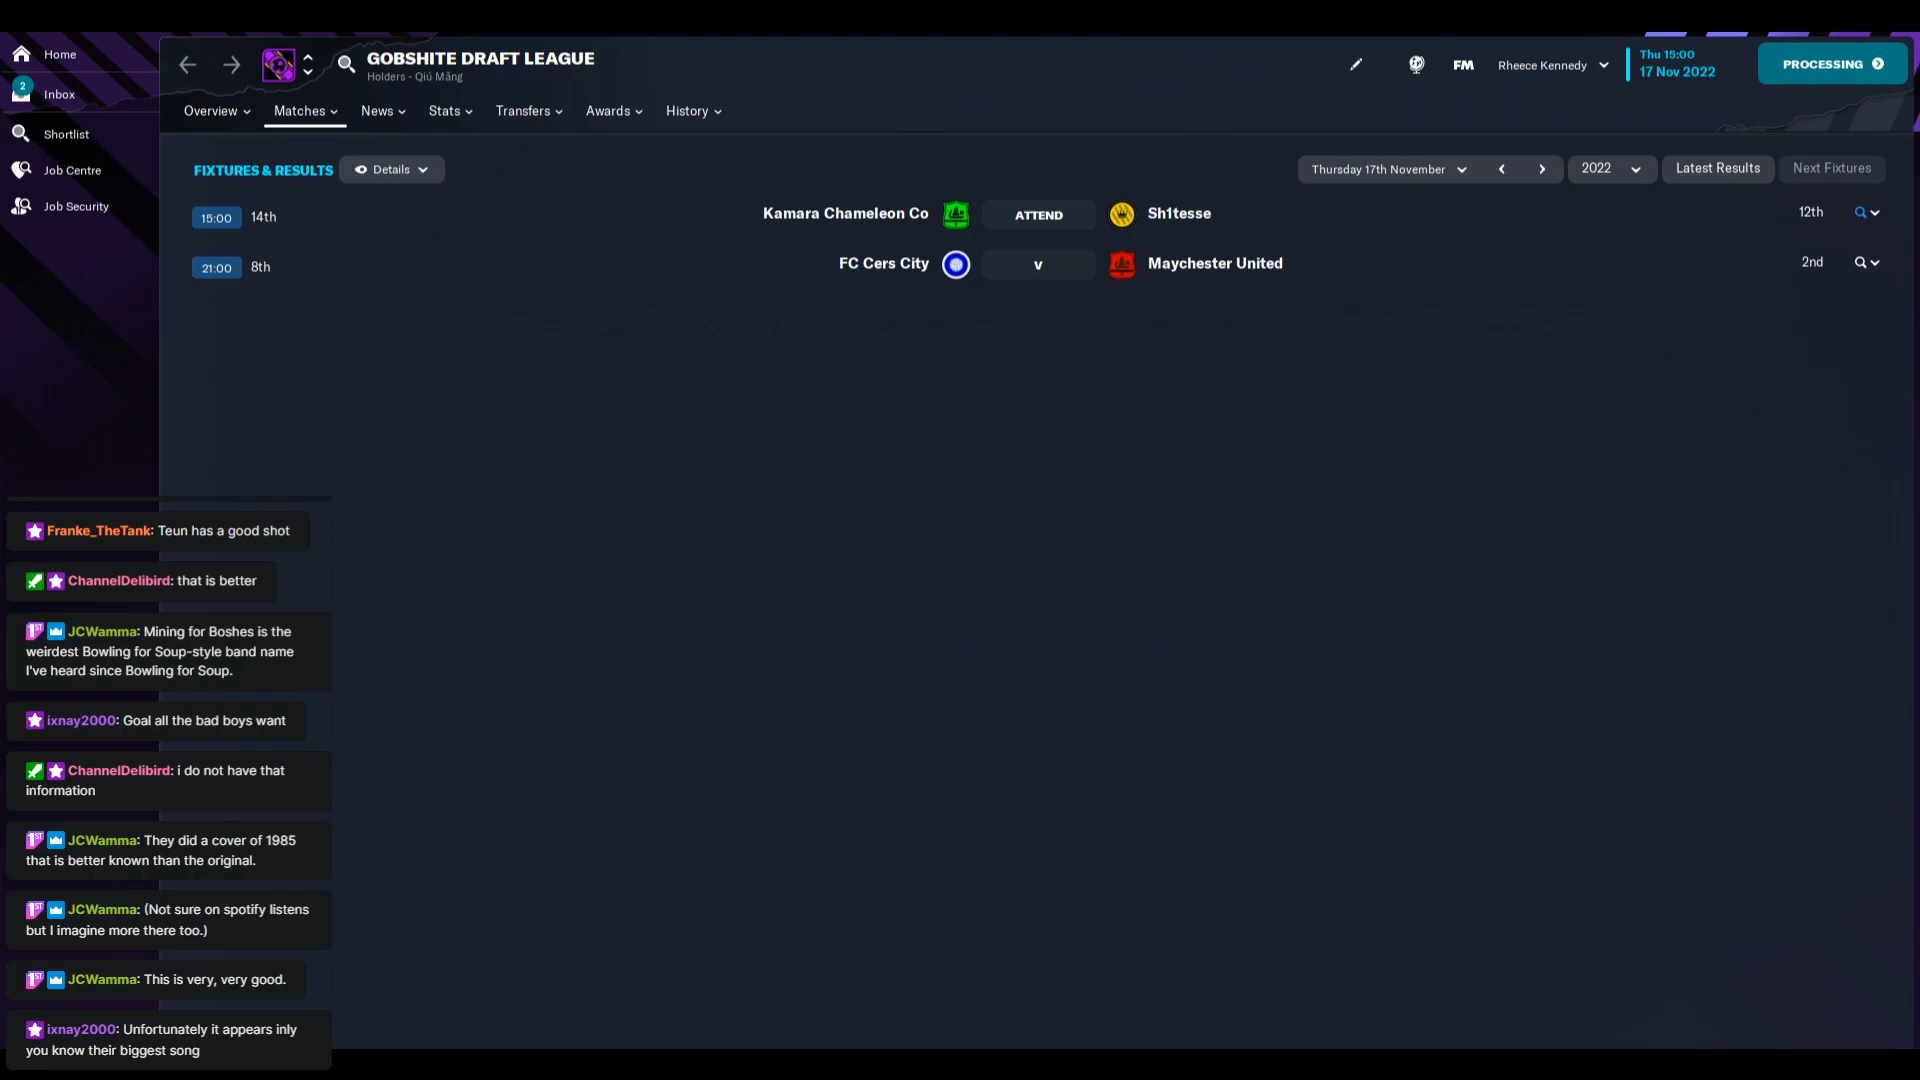 Home
2
Inbox
Shortlist
Job Centre
Job Security
GOBSHITE DRAFT LEAGUE
Holders - Qiú Mǎng
FM
Rheece Kennedy
Thu 15:00
17 Nov 2022
PROCESSING
Overview
Matches
News
Stats
Transfers
Awards
History
FIXTURES & RESULTS
Details
Thursday 17th November
2022
Latest Results
Next Fixtures
15:00 14th Kamara Chameleon Co ATTEND Sh1tesse 12th
21:00 8th FC Cers City v Maychester United 2nd
Franke_TheTank: Teun has a good shot
ChannelDelibird: that is better
1ST JCWamma: Mining for Boshes is the
weirdest Bowling for Soup-style band name
I've heard since Bowling for Soup.
ixnay2000: Goal all the bad boys want
ChannelDelibird: i do not have that
information
1ST JCWamma: They did a cover of 1985
that is better known than the original.
1ST JCWamma: (Not sure on spotify listens
but I imagine more there too.)
1ST JCWamma: This is very, very good.
ixnay2000: Unfortunately it appears inly
you know their biggest song